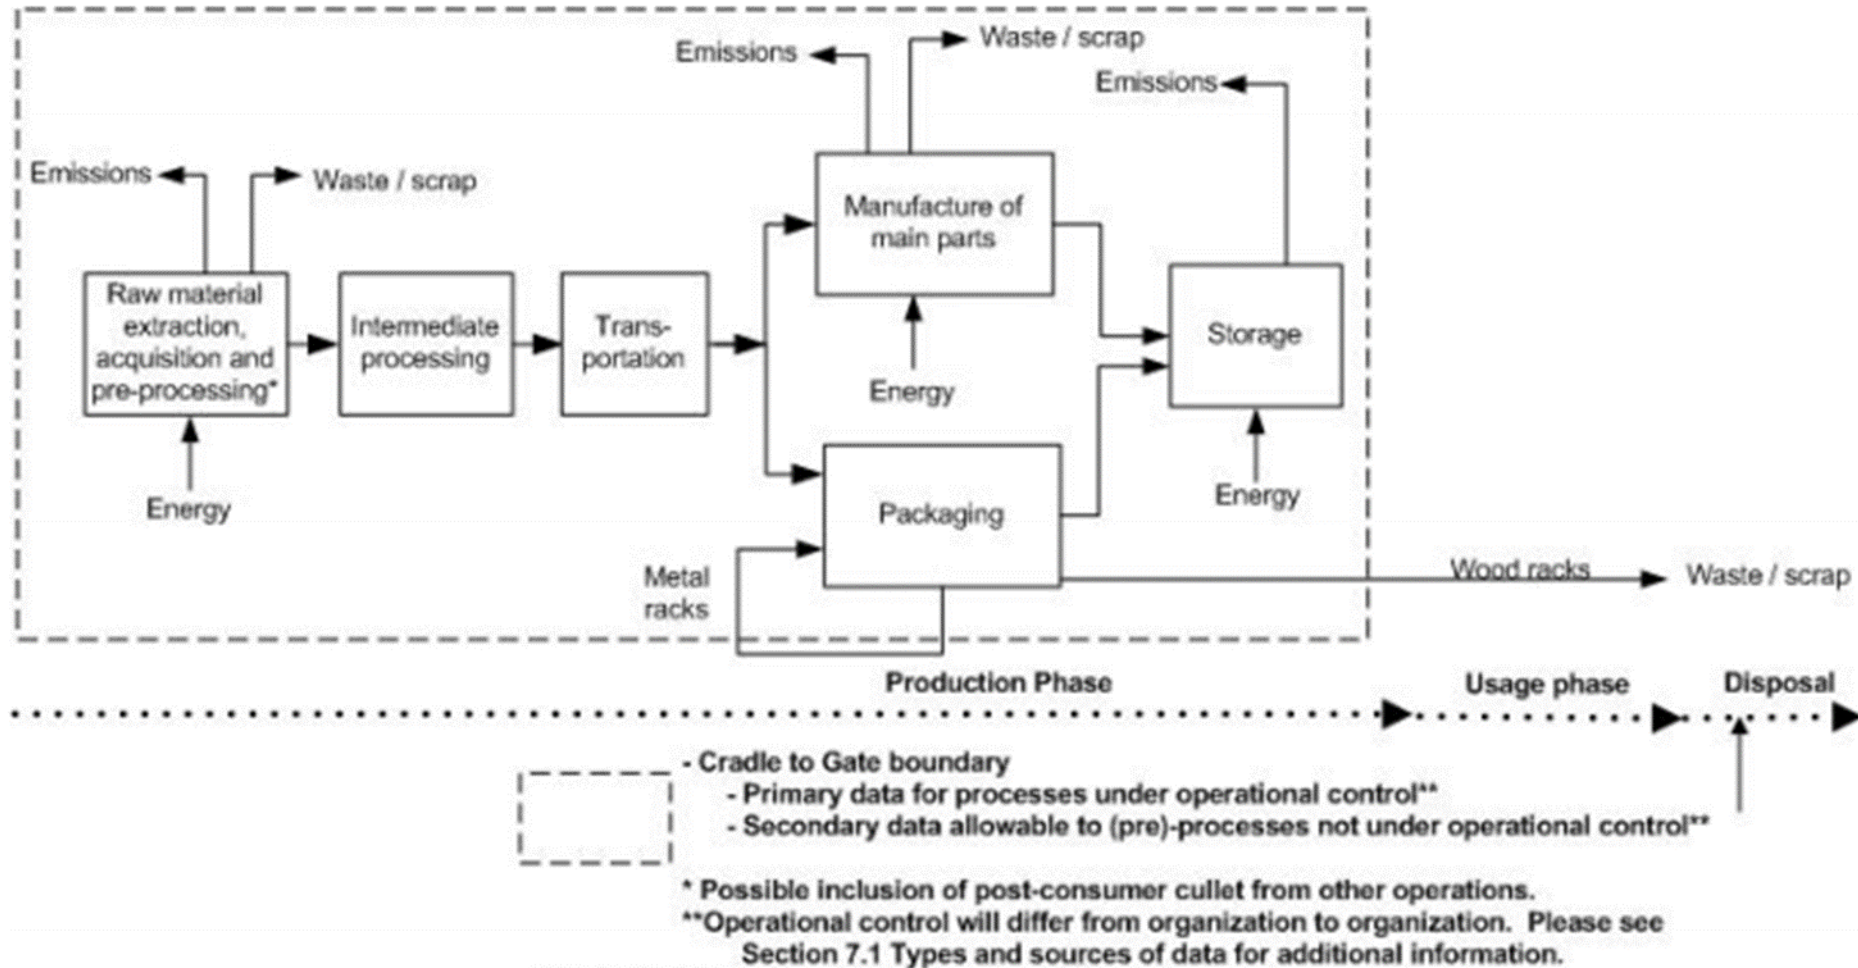 Emissions
Waste / scrap
Emissions
Emissions
Waste / scrap
Manufacture of
main parts
Raw material
extraction,
acquisition and
pre-processing*
Intermediate
processing
Trans-
portation
Storage
Energy
Energy
Energy
Packaging
Metal
racks
Wood racks
Waste / scrap
Production Phase
Usage phase
Disposal
- Cradle to Gate boundary
- Primary data for processes under operational control**
- Secondary data allowable to (pre)-processes not under operational control**
* Possible inclusion of post-consumer cullet from other operations.
**Operational control will differ from organization to organization. Please see
Section 7.1 Types and sources of data for additional information.